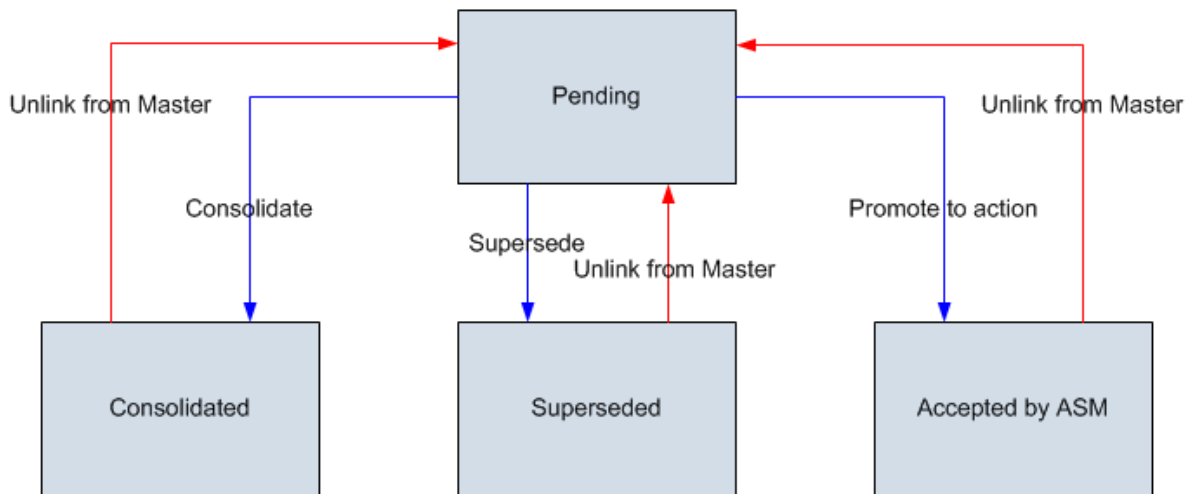 Pending
Unlink from Master
Unlink from Master
Consolidate
Promote to action
Supersede
Unlink from Master
Consolidated
Superseded
Accepted by ASM